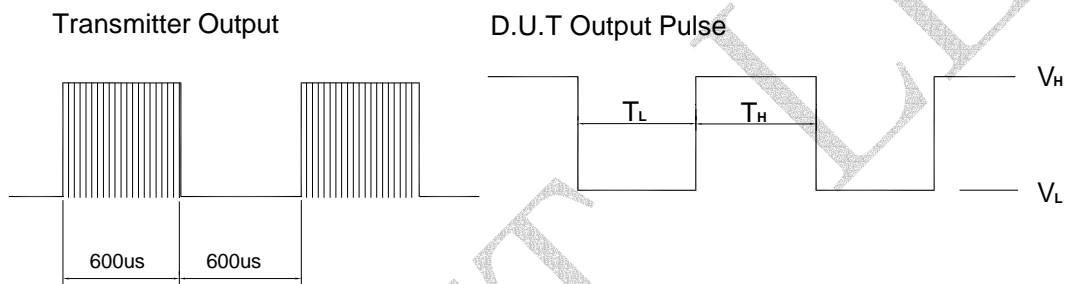 Transmitter Output
D.U.T Output Pulse
VH
TL
TH
VL
600us
600us